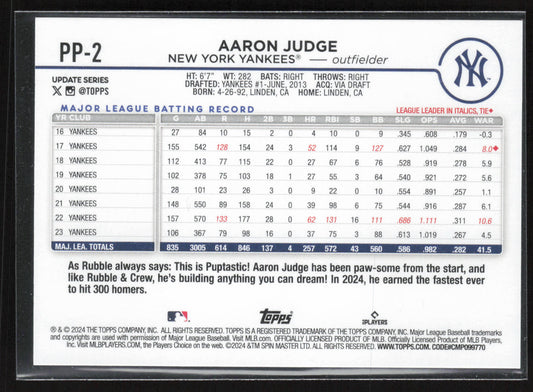 PP-2
AARON JUDGE
NEW YORK YANKEES® — outfielder
NY
UPDATE SERIES
X @TOPPS
HT: 6'7" WT: 282 BATS: RIGHT THROWS: RIGHT
DRAFTED: YANKEES #1-JUNE, 2013 ACQ: VIA DRAFT
BORN: 4-26-92, LINDEN, CA HOME: LINDEN, CA
MAJOR LEAGUE BATTING RECORD LEAGUE LEADER IN ITALICS, TIE♦
YR CLUB G AB R H 2B 3B HR RBI SB BB SLG OPS AVG WAR
16 YANKEES 27 84 10 15 2 0 4 10 0 9 .345 .608 .179 -0.3
17 YANKEES 155 542 128 154 24 3 52 114 9 127 .627 1.049 .284 8.0♦
18 YANKEES 112 413 77 115 22 0 27 67 6 76 .528 .919 .278 5.9
19 YANKEES 102 378 75 103 18 1 27 55 3 64 .540 .921 .272 5.6
20 YANKEES 28 101 23 26 3 0 9 22 0 10 .554 .891 .257 1.1
21 YANKEES 148 550 89 158 24 0 39 98 6 75 .544 .917 .287 6.1
22 YANKEES 157 570 133 177 28 0 62 131 16 111 .686 1.111 .311 10.6
23 YANKEES 106 367 79 98 16 0 37 75 3 88 .613 1.019 .267 4.5
MAJ. LEA. TOTALS 835 3005 614 846 137 4 257 572 43 560 .586 .982 .282 41.5
As Rubble always says: This is Puptastic! Aaron Judge has been paw-some from the start, and
like Rubble & Crew, he's building anything you can dream! In 2024, he earned the fastest ever
to hit 300 homers.
Topps
PLAYERS
® & © 2024 THE TOPPS COMPANY, INC. ALL RIGHTS RESERVED. TOPPS IS A REGISTERED TRADEMARK OF THE TOPPS COMPANY, INC. Major League Baseball trademarks
and copyrights are used with permission of Major League Baseball. Visit MLB.com. OFFICIALLY LICENSED PRODUCT OF MLB Players, Inc.
Visit MLBPLAYERS.com, the Players Choice on the web. ©2024 &TM SPIN MASTER LTD. ALL RIGHTS RESERVED. WWW.TOPPS.COM. CODE#CMP099770